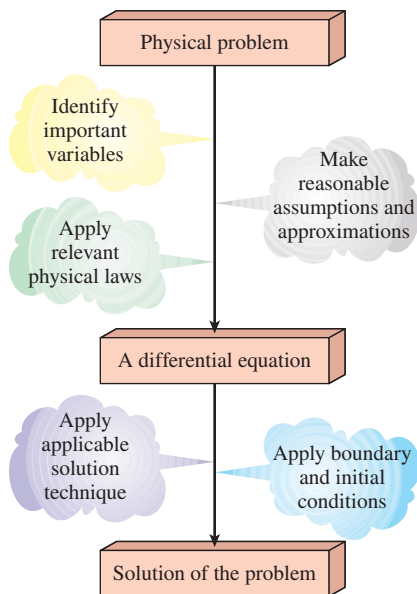 Physical problem
Identify
important
variables
Make
reasonable
assumptions and
approximations
Apply
relevant
physical laws
A differential equation
Apply
applicable
solution
technique
Apply boundary
and initial
conditions
Solution of the problem